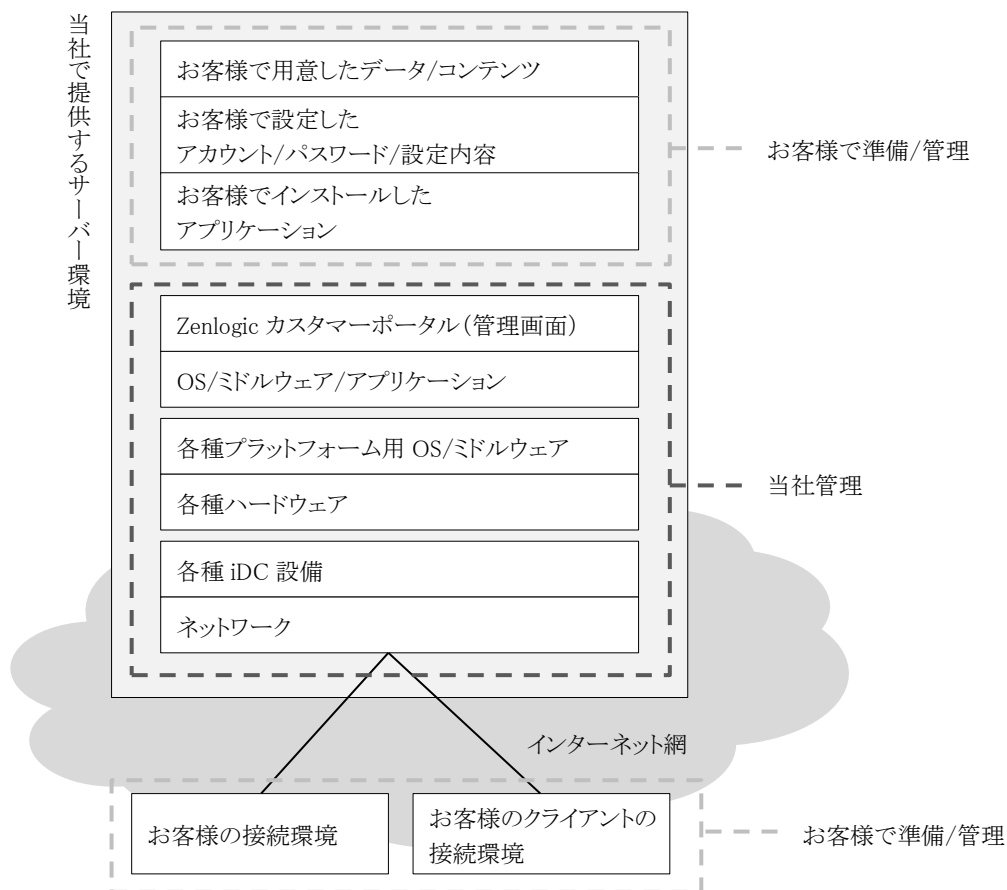 当社で提供するサーバー環境
お客様で用意したデータ/コンテンツ
お客様で設定した
アカウント/パスワード/設定内容
お客様でインストールした
アプリケーション
お客様で準備/管理
Zenlogic カスタマーポータル(管理画面)
OS/ミドルウェア/アプリケーション
各種プラットフォーム用 OS/ミドルウェア
各種ハードウェア
当社管理
各種 iDC 設備
ネットワーク
インターネット網
お客様の接続環境
お客様のクライアントの
接続環境
お客様で準備/管理